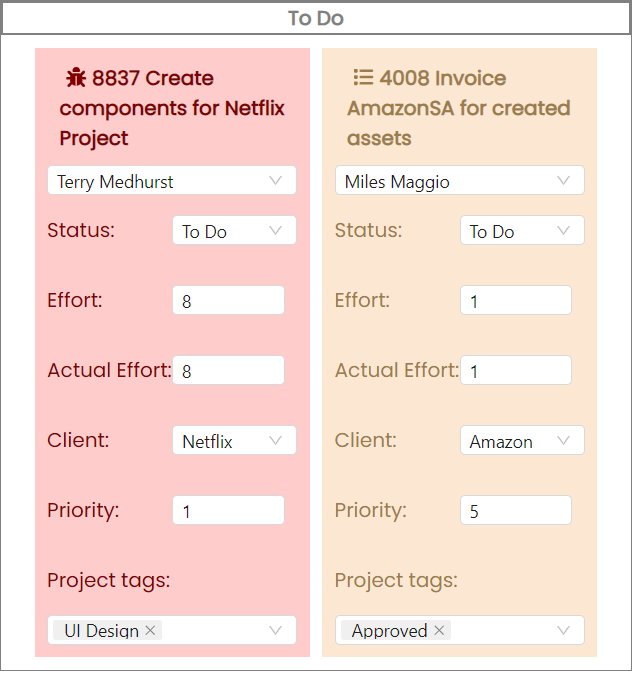 To Do
8837 Create
components for Netflix
Project
Terry Medhurst
Status: To Do
Effort: 8
Actual Effort: 8
Client: Netflix
Priority: 1
Project tags:
UI Design
4008 Invoice
AmazonSA for created
assets
Miles Maggio
Status: To Do
Effort: 1
Actual Effort: 1
Client: Amazon
Priority: 5
Project tags:
Approved